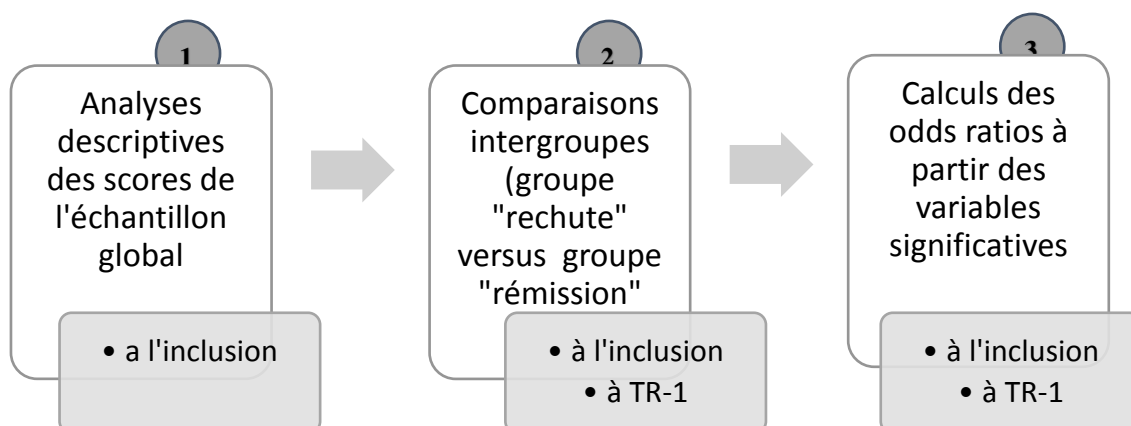 1
Analyses
descriptives
des scores de
l'échantillon
global
• a l'inclusion
2
Comparaisons
intergroupes
(groupe
"rechute"
versus groupe
"rémission"
• à l'inclusion
• à TR-1
3
Calculs des
odds ratios à
partir des
variables
significatives
• à l'inclusion
• à TR-1